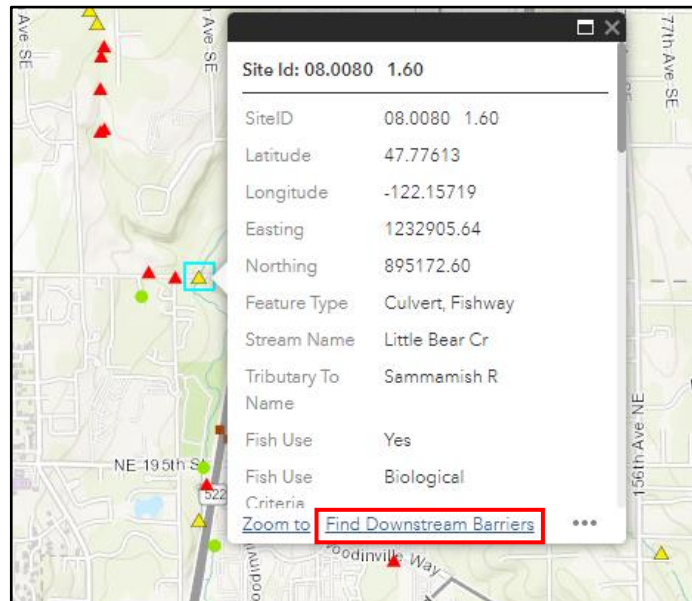 Ave SE
Ave SE
77th Ave SE
Site Id: 08.0080 1.60
SiteID 08.0080 1.60
Latitude 47.77613
Longitude -122.15719
Easting 1232905.64
Northing 895172.60
Feature Type Culvert, Fishway
Stream Name Little Bear Cr
Tributary To Sammamish R
Name
Fish Use Yes
Fish Use Biological
Criteria
Zoom to Find Downstream Barriers
NE 195th St
522
156th Ave NE
oodinville Way
oodinvil